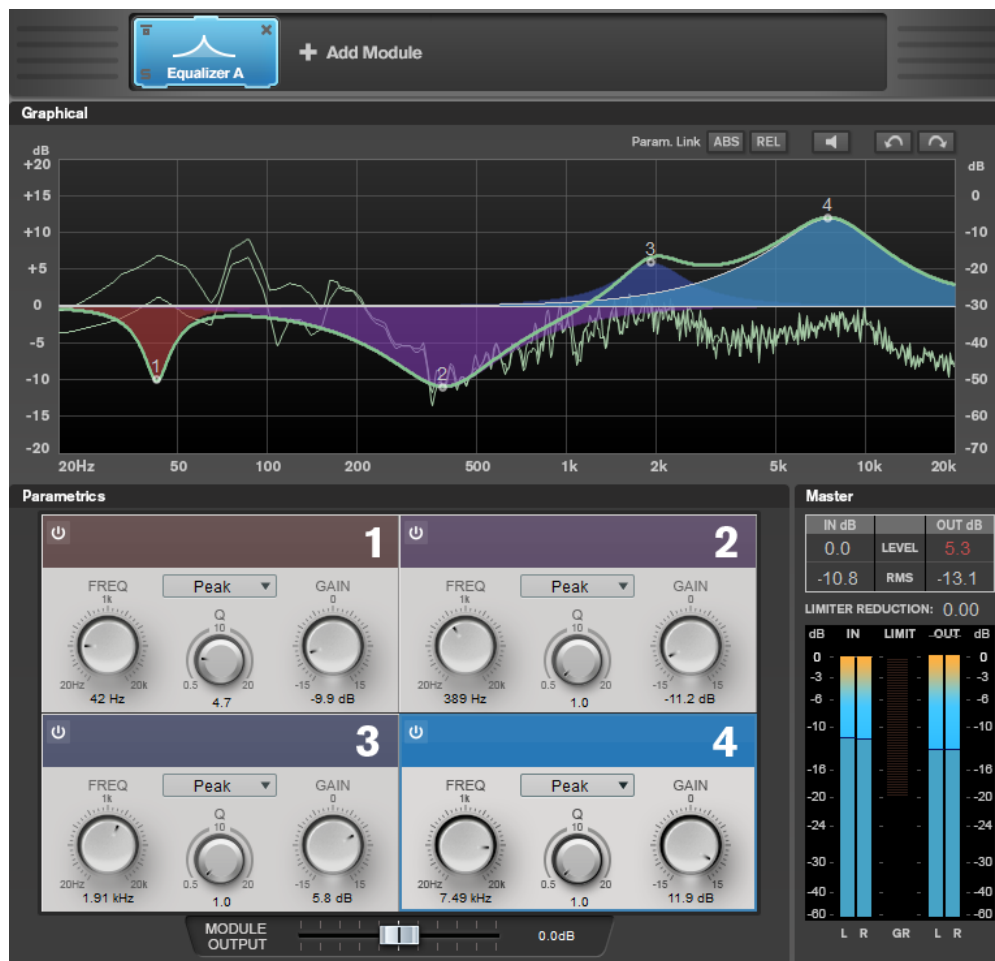 Equalizer A
+ Add Module
Graphical
Param. Link ABS REL
dB
+20
+15
+10
+5
0
-5
-10
-15
-20
dB
0
-10
-20
-30
-40
-50
-60
-70
1
2
3
4
20Hz 50 100 200 500 1k 2k 5k 10k 20k
Parametrics
1
FREQ Peak GAIN
1k Q 0
10
20Hz 20k 0.5 20 -15 15
42 Hz 4.7 -9.9 dB
2
FREQ Peak GAIN
1k Q 0
10
20Hz 20k 0.5 20 -15 15
389 Hz 1.0 -11.2 dB
3
FREQ Peak GAIN
1k Q 0
10
20Hz 20k 0.5 20 -15 15
1.91 kHz 1.0 5.8 dB
4
FREQ Peak GAIN
1k Q 0
10
20Hz 20k 0.5 20 -15 15
7.49 kHz 1.0 11.9 dB
MODULE
OUTPUT
0.0dB
Master
IN dB OUT dB
0.0 LEVEL 5.3
-10.8 RMS -13.1
LIMITER REDUCTION: 0.00
dB IN LIMIT OUT dB
0 0
-3 -3
-6 -6
-10 -10
-16 -16
-20 -20
-24 -24
-30 -30
-40 -40
-60 -60
L R GR L R